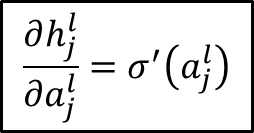 ∂h_j^l / ∂a_j^l = σ′(a_j^l)